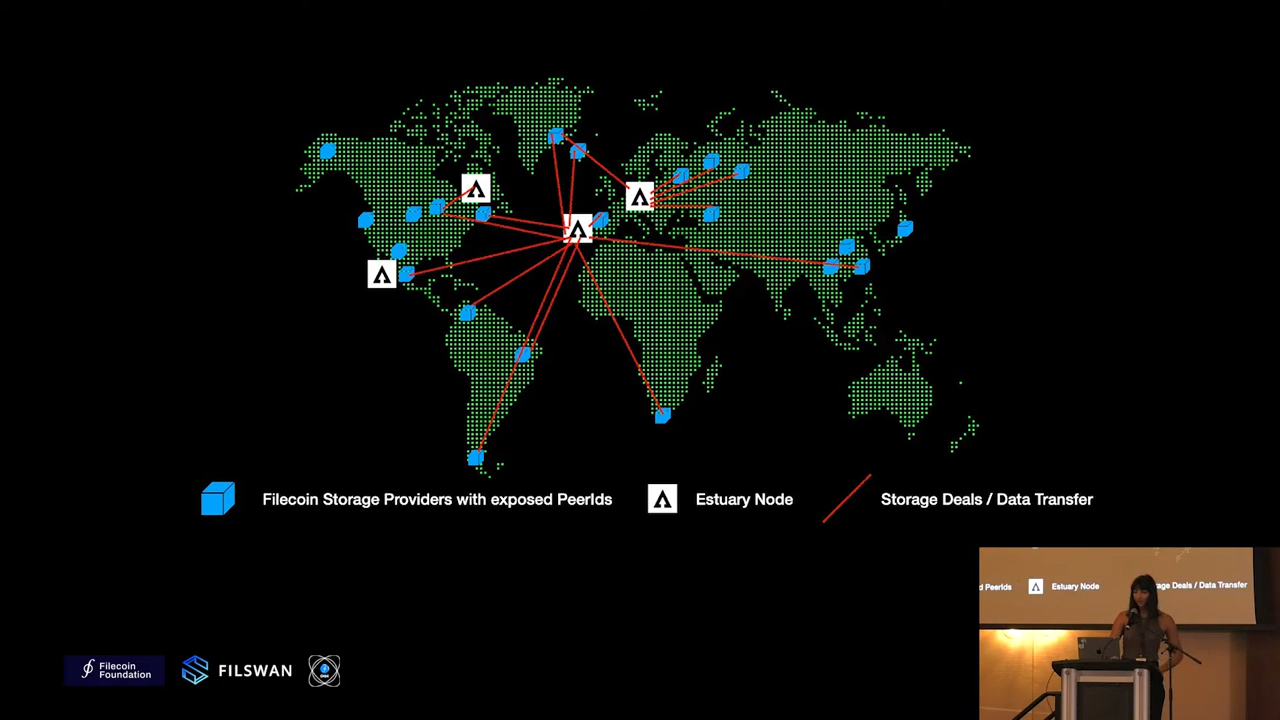 Filecoin Storage Providers with exposed PeerIds
Estuary Node
Storage Deals / Data Transfer
d PeerIds
Estuary Node
rage Deals / Data Transfer
Filecoin
Foundation
FILSWAN